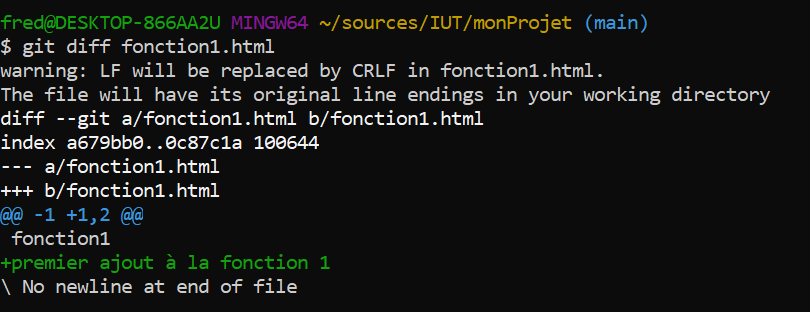 fred@DESKTOP-866AA2U MINGW64 ~/sources/IUT/monProjet (main)
$ git diff fonction1.html
warning: LF will be replaced by CRLF in fonction1.html.
The file will have its original line endings in your working directory
diff --git a/fonction1.html b/fonction1.html
index a679bb0..0c87c1a 100644
--- a/fonction1.html
+++ b/fonction1.html
@@ -1 +1,2 @@
 fonction1
+premier ajout à la fonction 1
\ No newline at end of file